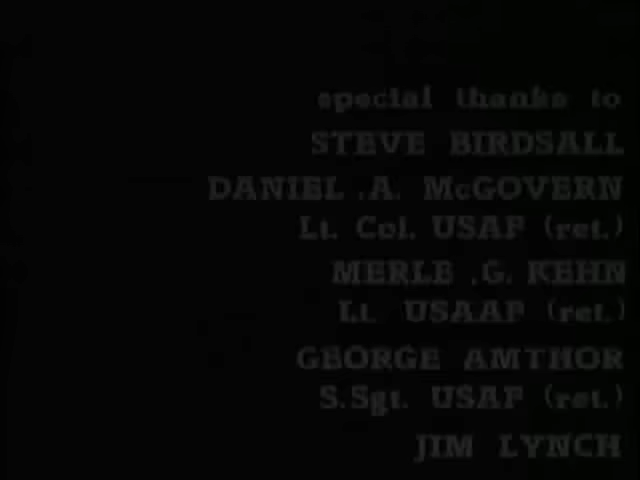 special thanks to
STEVE BIRDSALL
DANIEL .A. McGOVERN
Lt. Col. USAF (ret.)
MERLE .G. KEHN
Lt. USAAF (ret.)
GEORGE AMTHOR
S.Sgt. USAF (ret.)
JIM LYNCH